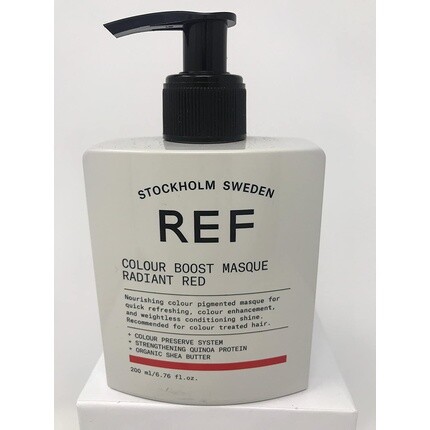 STOCKHOLM SWEDEN
REF
COLOUR BOOST MASQUE
RADIANT RED
Nourishing colour pigmented masque for
quick refreshing, colour enhancement,
and weightless conditioning shine.
Recommended for colour treated hair.
+ COLOUR PRESERVE SYSTEM
+ STRENGTHENING QUINOA PROTEIN
+ ORGANIC SHEA BUTTER
200 ml/6.76 fl.oz.